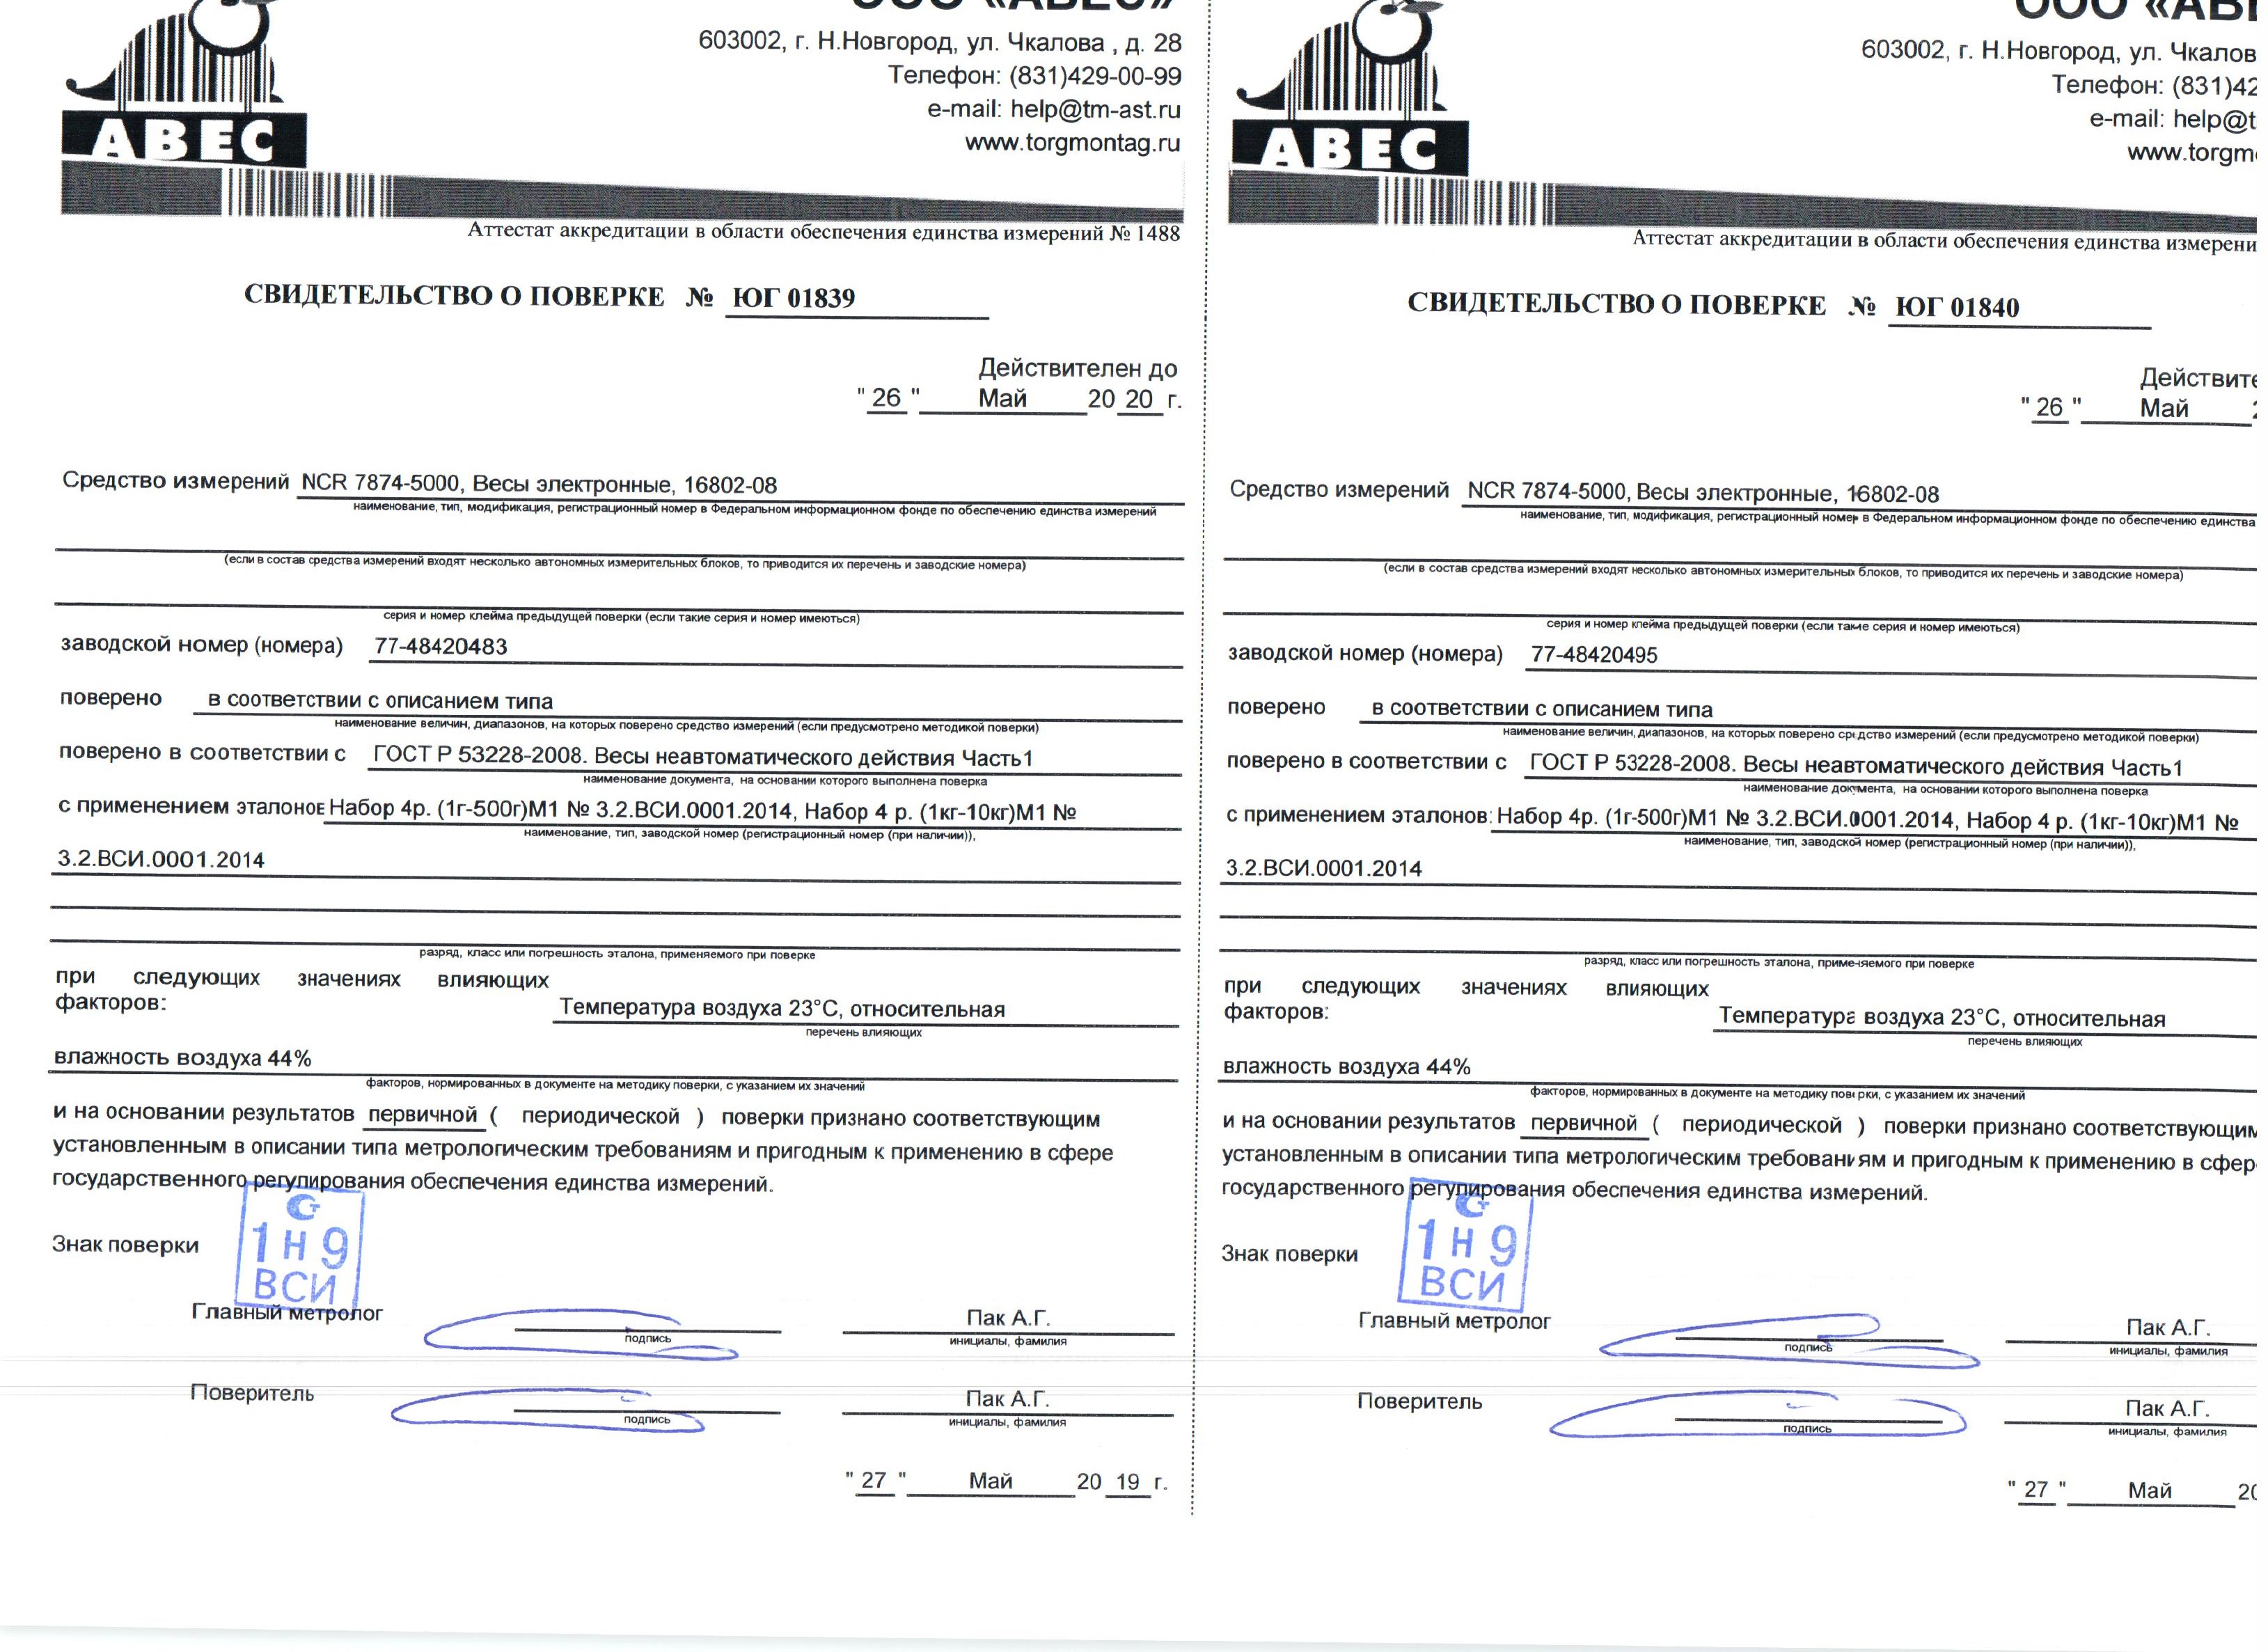 ООО «АВЕС»
603002, г. Н.Новгород, ул. Чкалова , д. 28
Телефон: (831)429-00-99
e-mail: help@tm-ast.ru
www.torgmontag.ru
АВЕС
Аттестат аккредитации в области обеспечения единства измерений № 1488
СВИДЕТЕЛЬСТВО О ПОВЕРКЕ № ЮГ 01839
Действителен до
" 26 " Май 20 20 г.
Средство измерений NCR 7874-5000, Весы электронные, 16802-08
наименование, тип, модификация, регистрационный номер в Федеральном информационном фонде по обеспечению единства измерений
(если в состав средства измерений входят несколько автономных измерительных блоков, то приводится их перечень и заводские номера)
серия и номер клейма предыдущей поверки (если такие серия и номер имеються)
заводской номер (номера) 77-48420483
поверено в соответствии с описанием типа
наименование величин, диапазонов, на которых поверено средство измерений (если предусмотрено методикой поверки)
поверено в соответствии с ГОСТ Р 53228-2008. Весы неавтоматического действия Часть1
наименование документа, на основании которого выполнена поверка
с применением эталонс Набор 4р. (1г-500г)М1 № 3.2.ВСИ.0001.2014, Набор 4 р. (1кг-10кг)М1 №
наименование, тип, заводской номер (регистрационный номер (при наличии)),
3.2.ВСИ.0001.2014
разряд, класс или погрешность эталона, применяемого при поверке
при следующих значениях влияющих
факторов: Температура воздуха 23°С, относительная
перечень влияющих
влажность воздуха 44%
факторов, нормированных в документе на методику поверки, с указанием их значений
и на основании результатов первичной ( периодической ) поверки признано соответствующим
установленным в описании типа метрологическим требованиям и пригодным к применению в сфере
государственного регулирования обеспечения единства измерений.
Знак поверки
1 Н 9
ВСИ
Главный метролог Пак А.Г.
подпись инициалы, фамилия
Поверитель Пак А.Г.
подпись инициалы, фамилия
" 27 " Май 20 19 г.
ООО «АВЕ
603002, г. Н.Новгород, ул. Чкалов
Телефон: (831)42
e-mail: help@t
www.torgm
АВЕС
Аттестат аккредитации в области обеспечения единства измерени
СВИДЕТЕЛЬСТВО О ПОВЕРКЕ № ЮГ 01840
Действите
" 26 " Май 2
Средство измерений NCR 7874-5000, Весы электронные, 16802-08
наименование, тип, модификация, регистрационный номер в Федеральном информационном фонде по обеспечению единства
(если в состав средства измерений входят несколько автономных измерительных блоков, то приводится их перечень и заводские номера)
серия и номер клейма предыдущей поверки (если такие серия и номер имеються)
заводской номер (номера) 77-48420495
поверено в соответствии с описанием типа
наименование величин, диапазонов, на которых поверено средство измерений (если предусмотрено методикой поверки)
поверено в соответствии с ГОСТ Р 53228-2008. Весы неавтоматического действия Часть1
наименование документа, на основании которого выполнена поверка
с применением эталонов: Набор 4р. (1г-500г)М1 № 3.2.ВСИ.0001.2014, Набор 4 р. (1кг-10кг)М1 №
наименование, тип, заводской номер (регистрационный номер (при наличии)),
3.2.ВСИ.0001.2014
разряд, класс или погрешность эталона, применяемого при поверке
при следующих значениях влияющих
факторов: Температура воздуха 23°С, относительная
перечень влияющих
влажность воздуха 44%
факторов, нормированных в документе на методику поверки, с указанием их значений
и на основании результатов первичной ( периодической ) поверки признано соответствующим
установленным в описании типа метрологическим требованиям и пригодным к применению в сфер
государственного регулирования обеспечения единства измерений.
Знак поверки
1 Н 9
ВСИ
Главный метролог Пак А.Г.
подпись инициалы, фамилия
Поверитель Пак А.Г.
подпись инициалы, фамилия
" 27 " Май 20